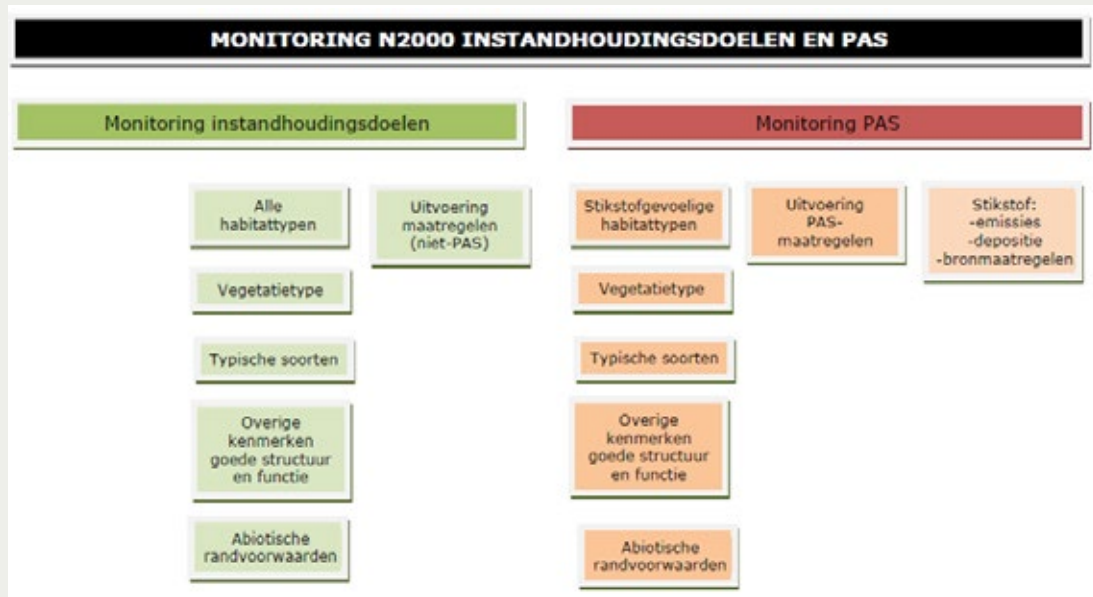 MONITORING N2000 INSTANDHOUDINGSDOELEN EN PAS
Monitoring instandhoudingsdoelen
Monitoring PAS
Alle
habitattypen
Uitvoering
maatregelen
(niet-PAS)
Stikstofgevoelige
habitattypen
Uitvoering
PAS-
maatregelen
Stikstof:
-emissies
-depositie
-bronmaatregelen
Vegetatietype
Vegetatietype
Typische soorten
Typische soorten
Overige
kenmerken
goede structuur
en functie
Overige
kenmerken
goede structuur
en functie
Abiotische
randvoorwaarden
Abiotische
randvoorwaarden